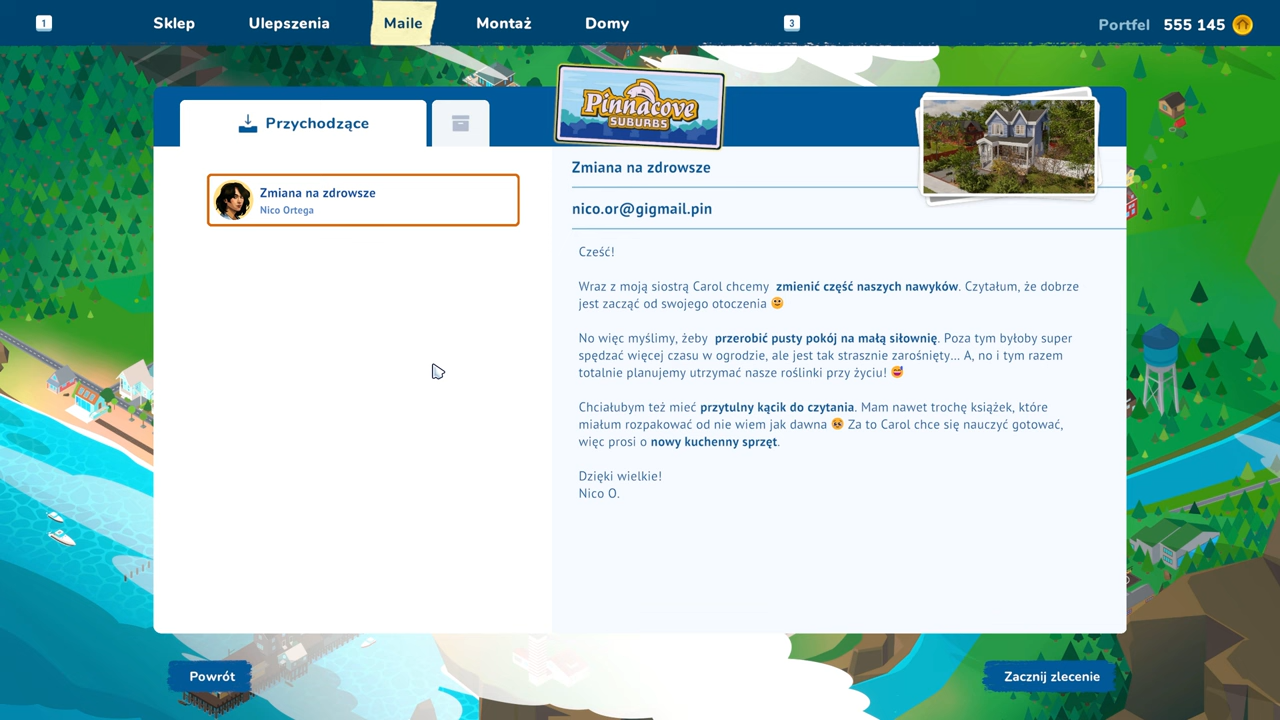 1
Sklep
Ulepszenia
Maile
Montaż
Domy
3
Portfel
555 145
Przychodzące
Pinnacove
SUBURBS
Zmiana na zdrowsze
Nico Ortega
Zmiana na zdrowsze
nico.or@gigmail.pin
Cześć!
Wraz z moją siostrą Carol chcemy zmienić część naszych nawyków. Czytałum, że dobrze
jest zacząć od swojego otoczenia 🙂
No więc myślimy, żeby przerobić pusty pokój na małą siłownię. Poza tym byłoby super
spędzać więcej czasu w ogrodzie, ale jest tak strasznie zarośnięty... A, no i tym razem
totalnie planujemy utrzymać nasze roślinki przy życiu! 😅
Chciałubym też mieć przytulny kącik do czytania. Mam nawet trochę książek, które
miałum rozpakować od nie wiem jak dawna 😣 Za to Carol chce się nauczyć gotować,
więc prosi o nowy kuchenny sprzęt.
Dzięki wielkie!
Nico O.
Powrót
Zacznij zlecenie